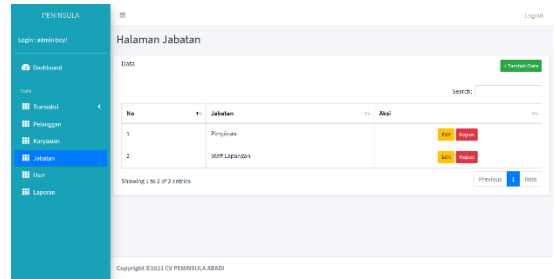 PENINSULA
Logout
Login : admin boy!
Halaman Jabatan
Dashboard
Data
+ Tambah Data
Data
Search:
Transaksi
No Jabatan Aksi
Pelanggan
1 Pimpinan Edit Hapus
Karyawan
Jabatan
2 Staff Lapangan Edit Hapus
User
Showing 1 to 2 of 2 entries
Previous 1 Next
Laporan
Copyright ©2021 CV PENINSULA ABADI